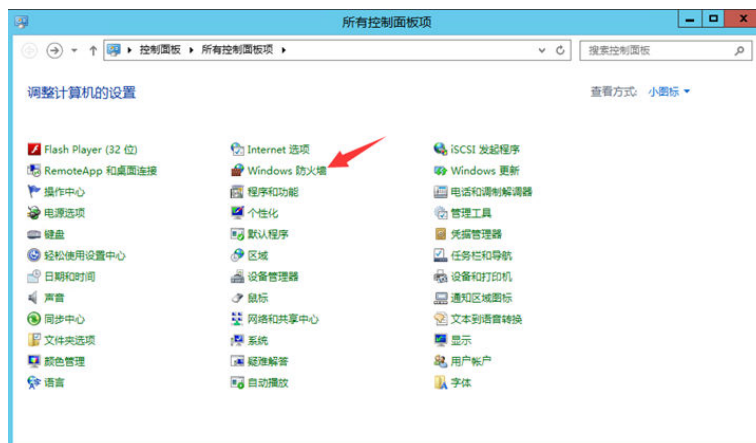 所有控制面板项
控制面板 所有控制面板项 搜索控制面板
调整计算机的设置 查看方式: 小图标
Flash Player (32 位) Internet 选项 iSCSI 发起程序
RemoteApp 和桌面连接 Windows 防火墙 Windows 更新
操作中心 程序和功能 电话和调制解调器
电源选项 个性化 管理工具
键盘 默认程序 凭据管理器
轻松使用设置中心 区域 任务栏和导航
日期和时间 设备管理器 设备和打印机
声音 鼠标 通知区域图标
同步中心 网络和共享中心 文本到语音转换
文件夹选项 系统 显示
颜色管理 疑难解答 用户帐户
语言 自动播放 字体